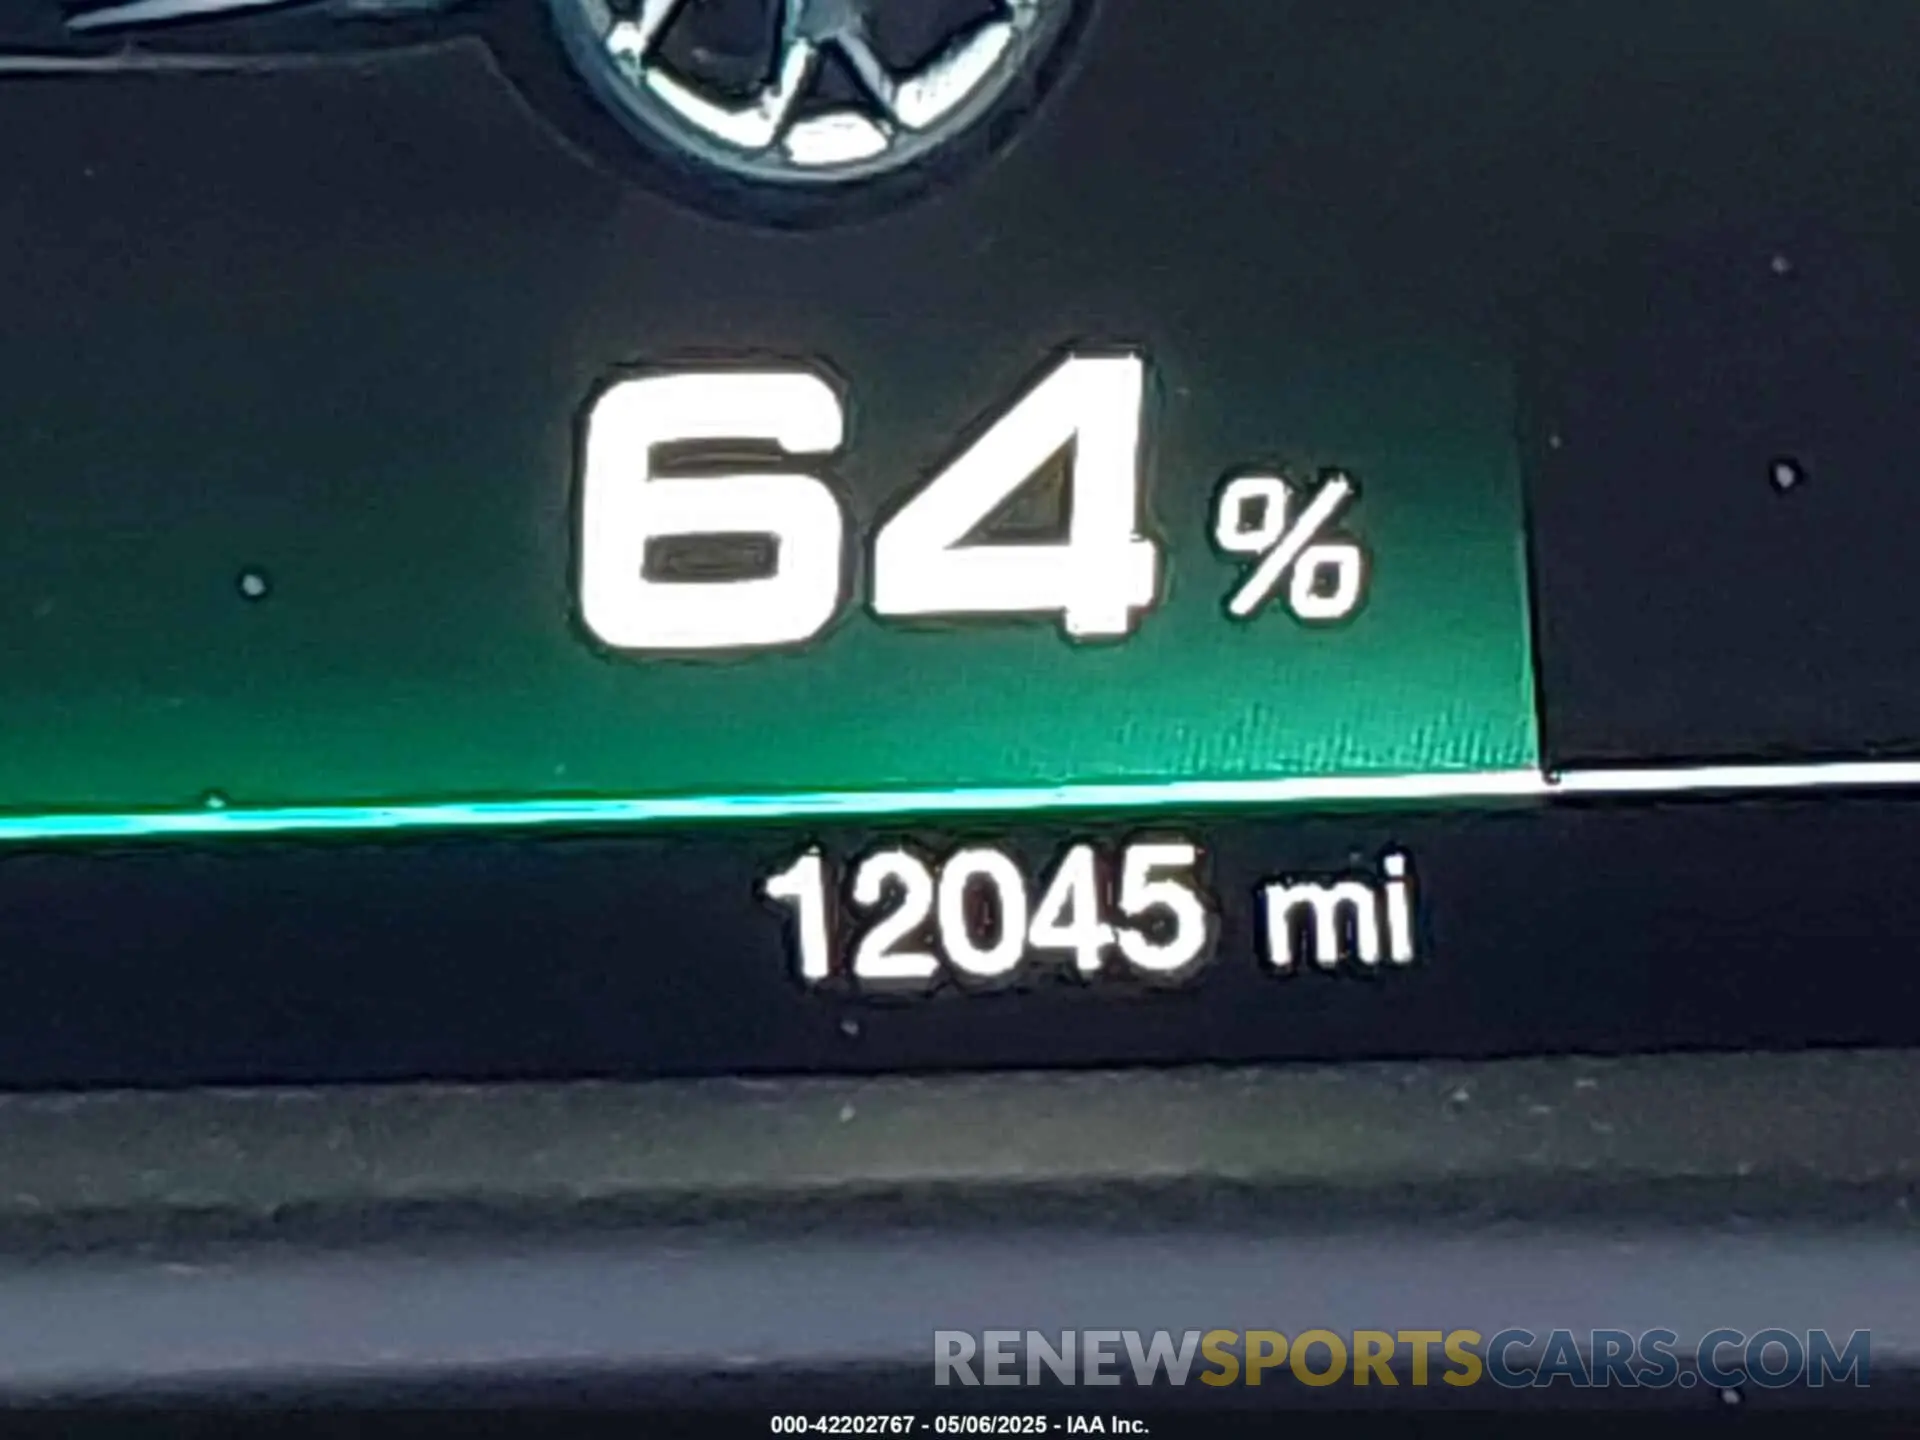 64 %
12045 mi
RENEWSPORTSCARS.COM
000-42202767 - 05/06/2025 - IAA Inc.